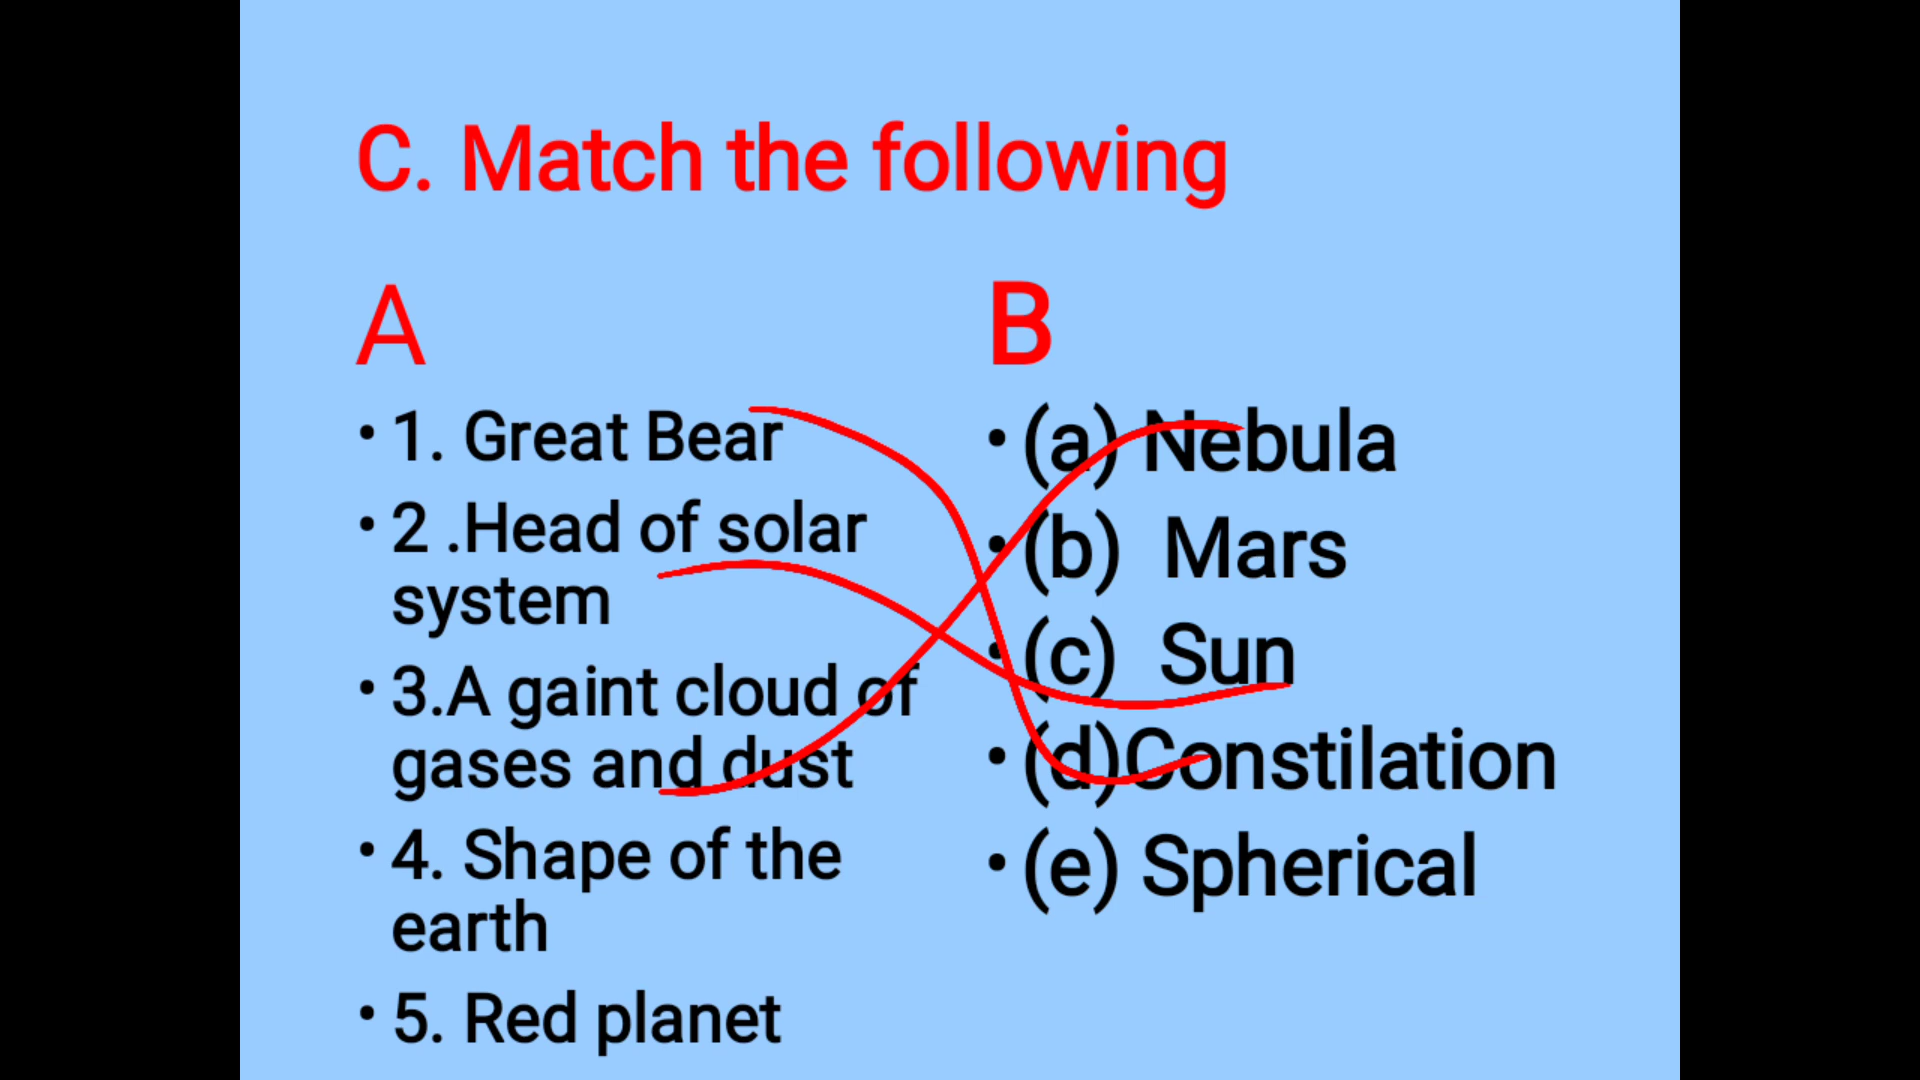 C. Match the following
A
• 1. Great Bear
• 2 .Head of solar
system
• 3.A gaint cloud of
gases and dust
• 4. Shape of the
earth
• 5. Red planet
B
• (a) Nebula
• (b) Mars
• (c) Sun
• (d)Constilation
• (e) Spherical